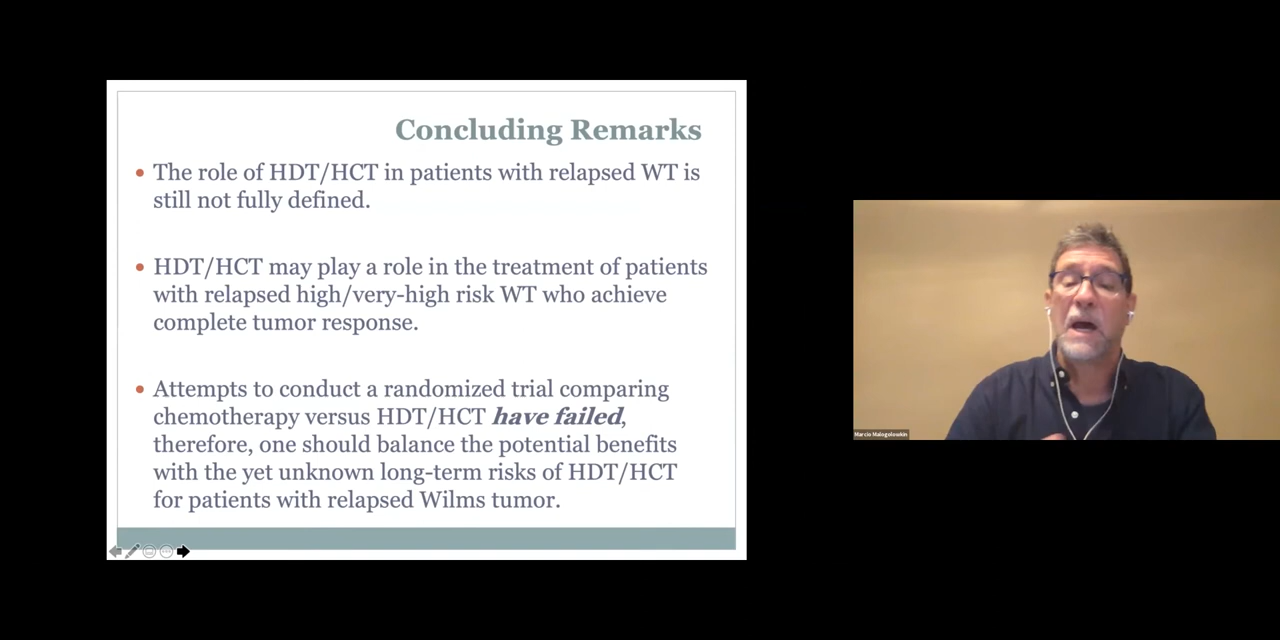 Concluding Remarks
• The role of HDT/HCT in patients with relapsed WT is
still not fully defined.
• HDT/HCT may play a role in the treatment of patients
with relapsed high/very-high risk WT who achieve
complete tumor response.
• Attempts to conduct a randomized trial comparing
chemotherapy versus HDT/HCT have failed,
therefore, one should balance the potential benefits
with the yet unknown long-term risks of HDT/HCT
for patients with relapsed Wilms tumor.
Marcio Malogolowkin